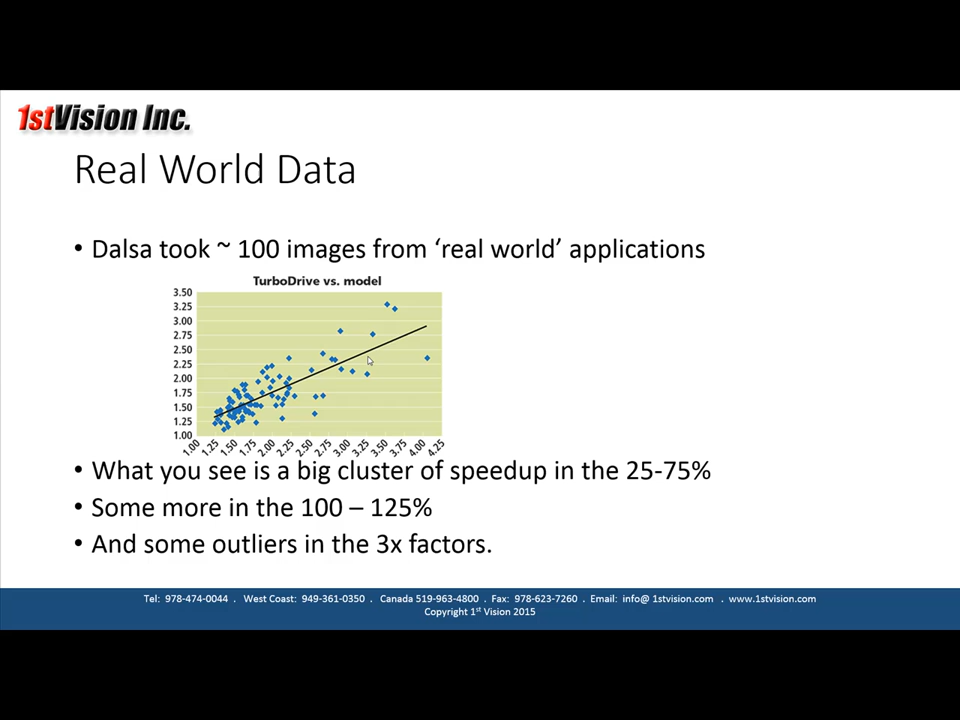 1stVision Inc.
Real World Data
• Dalsa took ~ 100 images from ‘real world’ applications
TurboDrive vs. model
3.50
3.25
3.00
2.75
2.50
2.25
2.00
1.75
1.50
1.25
1.00
1.00 1.25 1.50 1.75 2.00 2.25 2.50 2.75 3.00 3.25 3.50 3.75 4.00 4.25
• What you see is a big cluster of speedup in the 25-75%
• Some more in the 100 – 125%
• And some outliers in the 3x factors.
Tel: 978-474-0044 . West Coast: 949-361-0350 . Canada 519-963-4800 . Fax: 978-623-7260 . Email: info@ 1stvision.com . www.1stvision.com
Copyright 1st Vision 2015